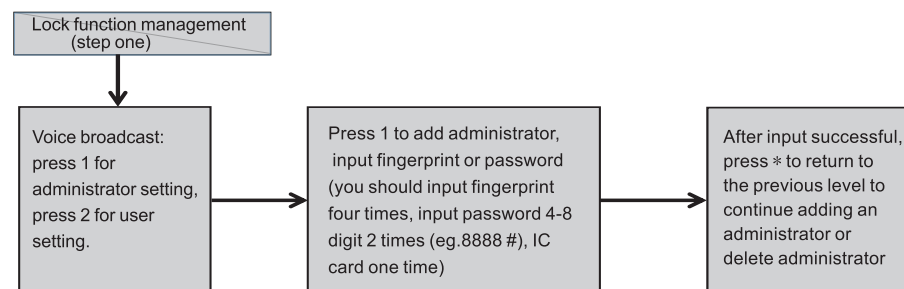 Lock function management
(step one)
Voice broadcast:
press 1 for
administrator setting,
press 2 for user
setting.
Press 1 to add administrator,
input fingerprint or password
(you should input fingerprint
four times, input password 4-8
digit 2 times (eg.8888 #), IC
card one time)
After input successful,
press * to return to
the previous level to
continue adding an
administrator or
delete administrator